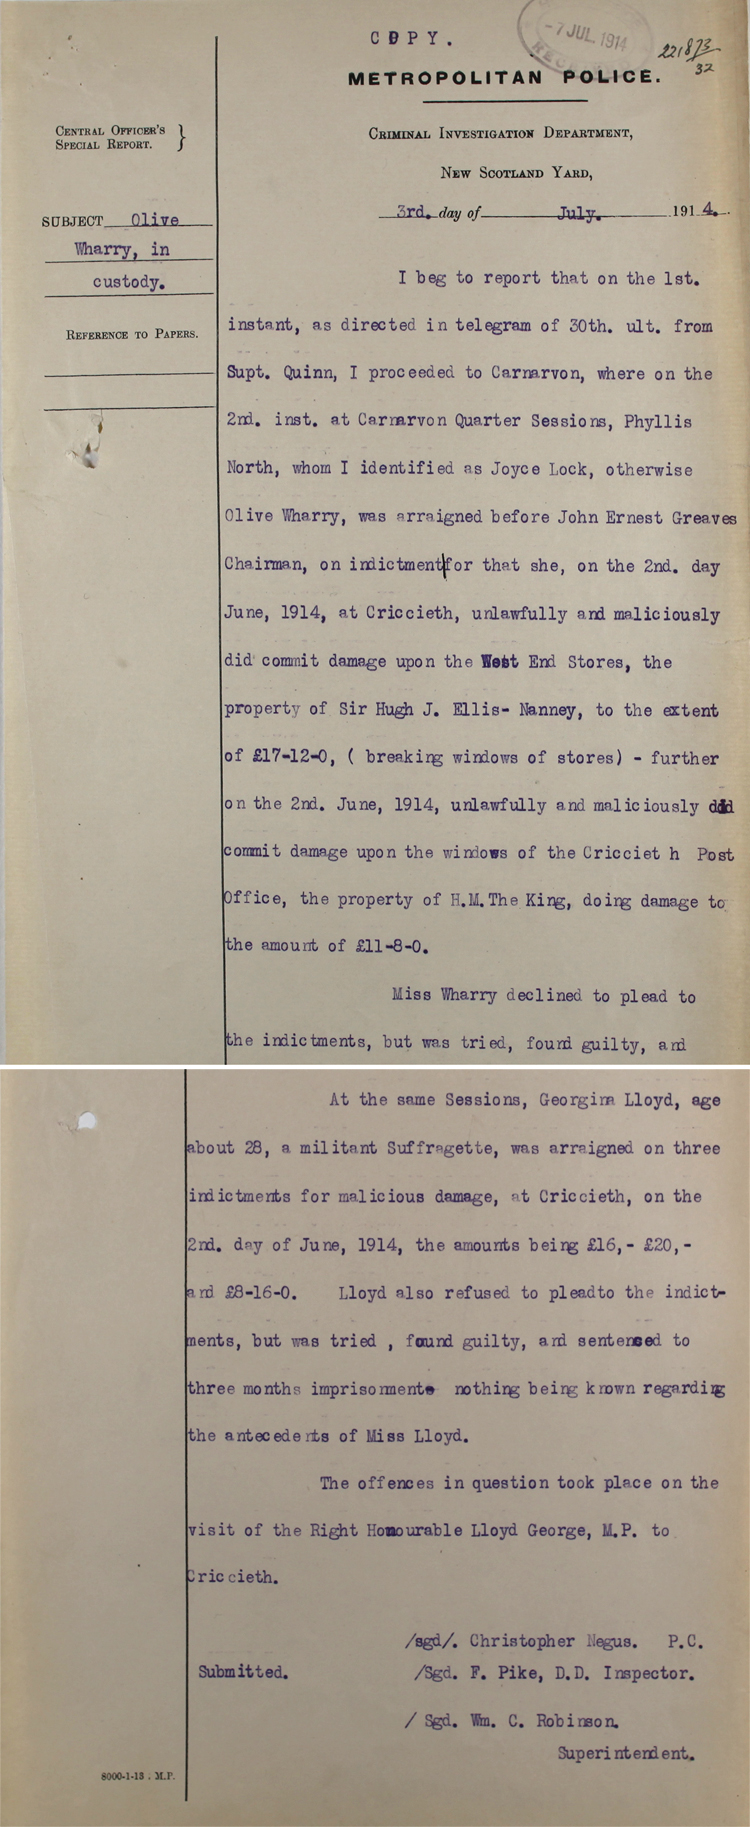 COPY.
-7 JUL. 1914
RECEIVED
221873/32
METROPOLITAN POLICE.
CENTRAL OFFICER'S
SPECIAL REPORT. }
CRIMINAL INVESTIGATION DEPARTMENT,
NEW SCOTLAND YARD,
3rd. day of July. 1914.
SUBJECT Olive
Wharry, in
custody.
REFERENCE TO PAPERS.
I beg to report that on the 1st.
instant, as directed in telegram of 30th. ult. from
Supt. Quinn, I proceeded to Carnarvon, where on the
2nd. inst. at Carnarvon Quarter Sessions, Phyllis
North, whom I identified as Joyce Lock, otherwise
Olive Wharry, was arraigned before John Ernest Greaves
Chairman, on indictment for that she, on the 2nd. day
June, 1914, at Criccieth, unlawfully and maliciously
did commit damage upon the West End Stores, the
property of Sir Hugh J. Ellis- Nanney, to the extent
of £17-12-0, ( breaking windows of stores) - further
on the 2nd. June, 1914, unlawfully and maliciously did
commit damage upon the windows of the Cricciet h Post
Office, the property of H.M.The King, doing damage to
the amount of £11-8-0.
Miss Wharry declined to plead to
the indictments, but was tried, found guilty, and
At the same Sessions, Georgina Lloyd, age
about 28, a militant Suffragette, was arraigned on three
indictments for malicious damage, at Criccieth, on the
2nd. day of June, 1914, the amounts being £16,- £20,-
and £8-16-0. Lloyd also refused to pleadto the indict-
ments, but was tried , found guilty, and sentenced to
three months imprisonment nothing being known regarding
the antecedents of Miss Lloyd.
The offences in question took place on the
visit of the Right Honourable Lloyd George, M.P. to
Criccieth.
/sgd/. Christopher Negus. P.C.
Submitted. /Sgd. F. Pike, D.D. Inspector.
/ Sgd. Wm. C. Robinson.
Superintendent.
8000-1-13 . M.P.